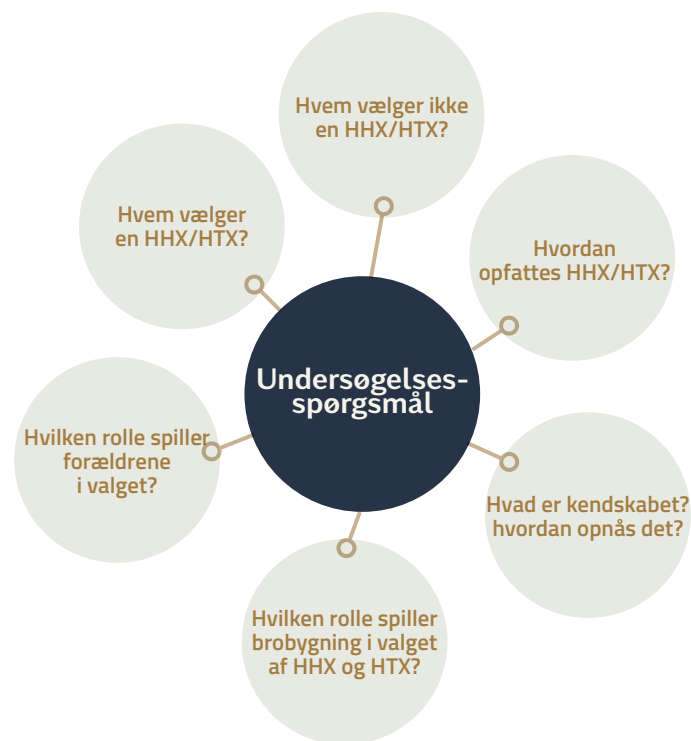 Hvem vælger ikke
en HHX/HTX?
Hvem vælger
en HHX/HTX?
Hvordan
opfattes HHX/HTX?
Undersøgelses-
spørgsmål
Hvilken rolle spiller
forældrene
i valget?
Hvad er kendskabet?
hvordan opnås det?
Hvilken rolle spiller
brobygning i valget
af HHX og HTX?